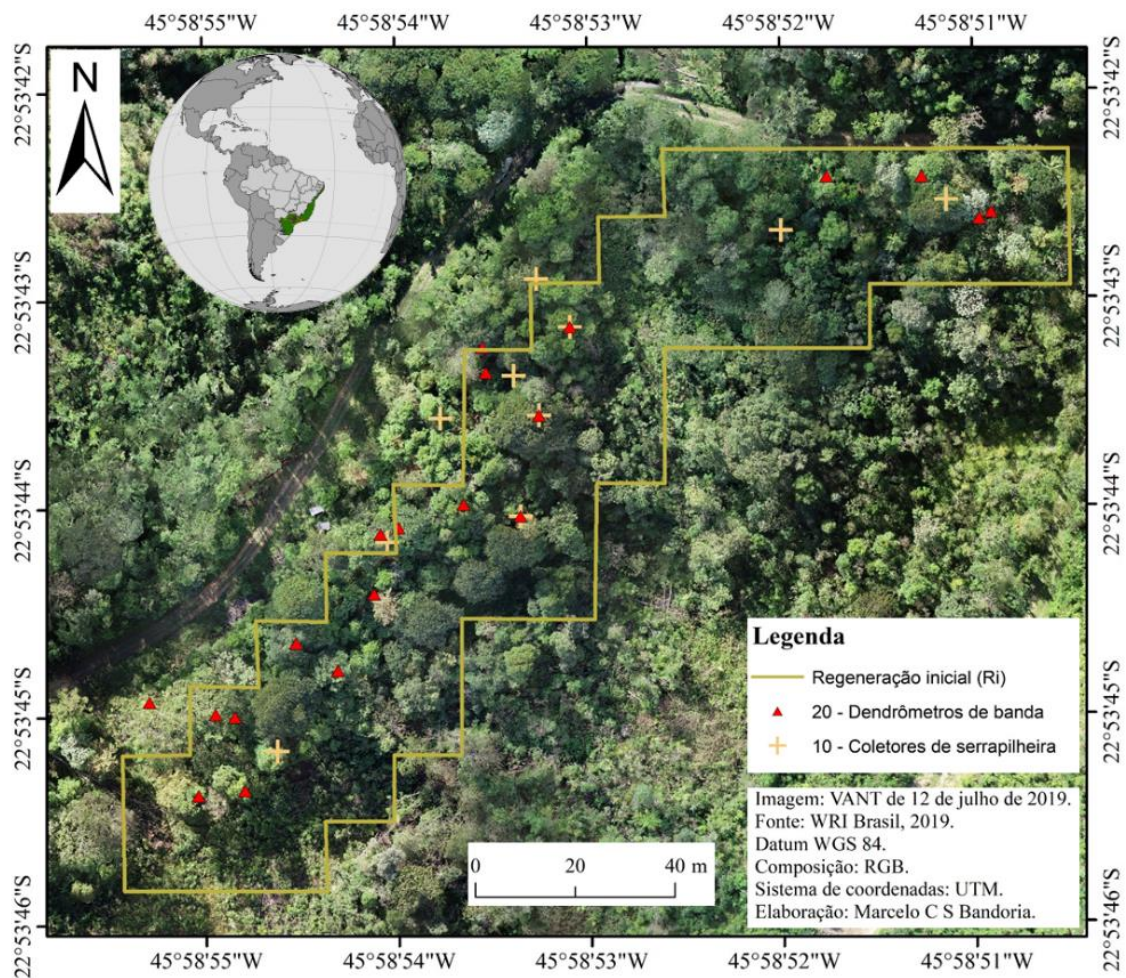 45°58'55"W 45°58'54"W 45°58'53"W 45°58'52"W 45°58'51"W
N
22°53'42"S 22°53'42"S
22°53'43"S 22°53'43"S
22°53'44"S 22°53'44"S
22°53'45"S 22°53'45"S
22°53'46"S 22°53'46"S
Legenda
Regeneração inicial (Ri)
20 - Dendrômetros de banda
10 - Coletores de serrapilheira
Imagem: VANT de 12 de julho de 2019.
Fonte: WRI Brasil, 2019.
Datum WGS 84.
Composição: RGB.
Sistema de coordenadas: UTM.
Elaboração: Marcelo C S Bandoria.
0 20 40 m
45°58'55"W 45°58'54"W 45°58'53"W 45°58'52"W 45°58'51"W